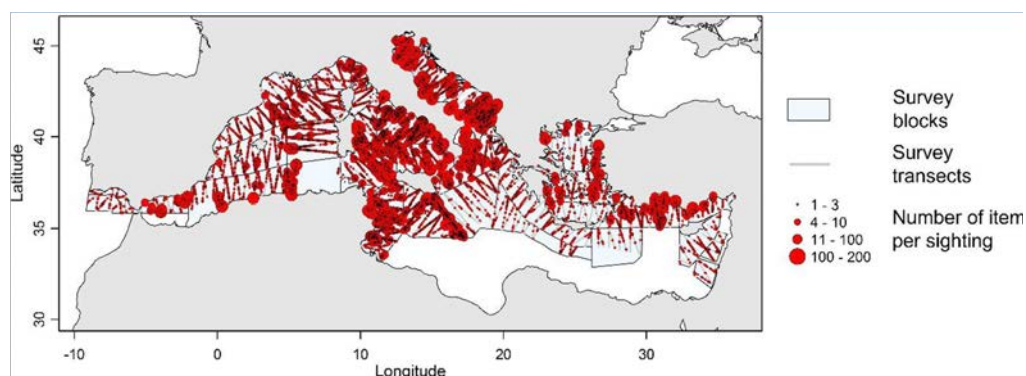 45
40
35
30
Latitude
-10 0 10 20 30
Longitude
Survey
blocks
Survey
transects
1 - 3
4 - 10
11 - 100
100 - 200
Number of item
per sighting